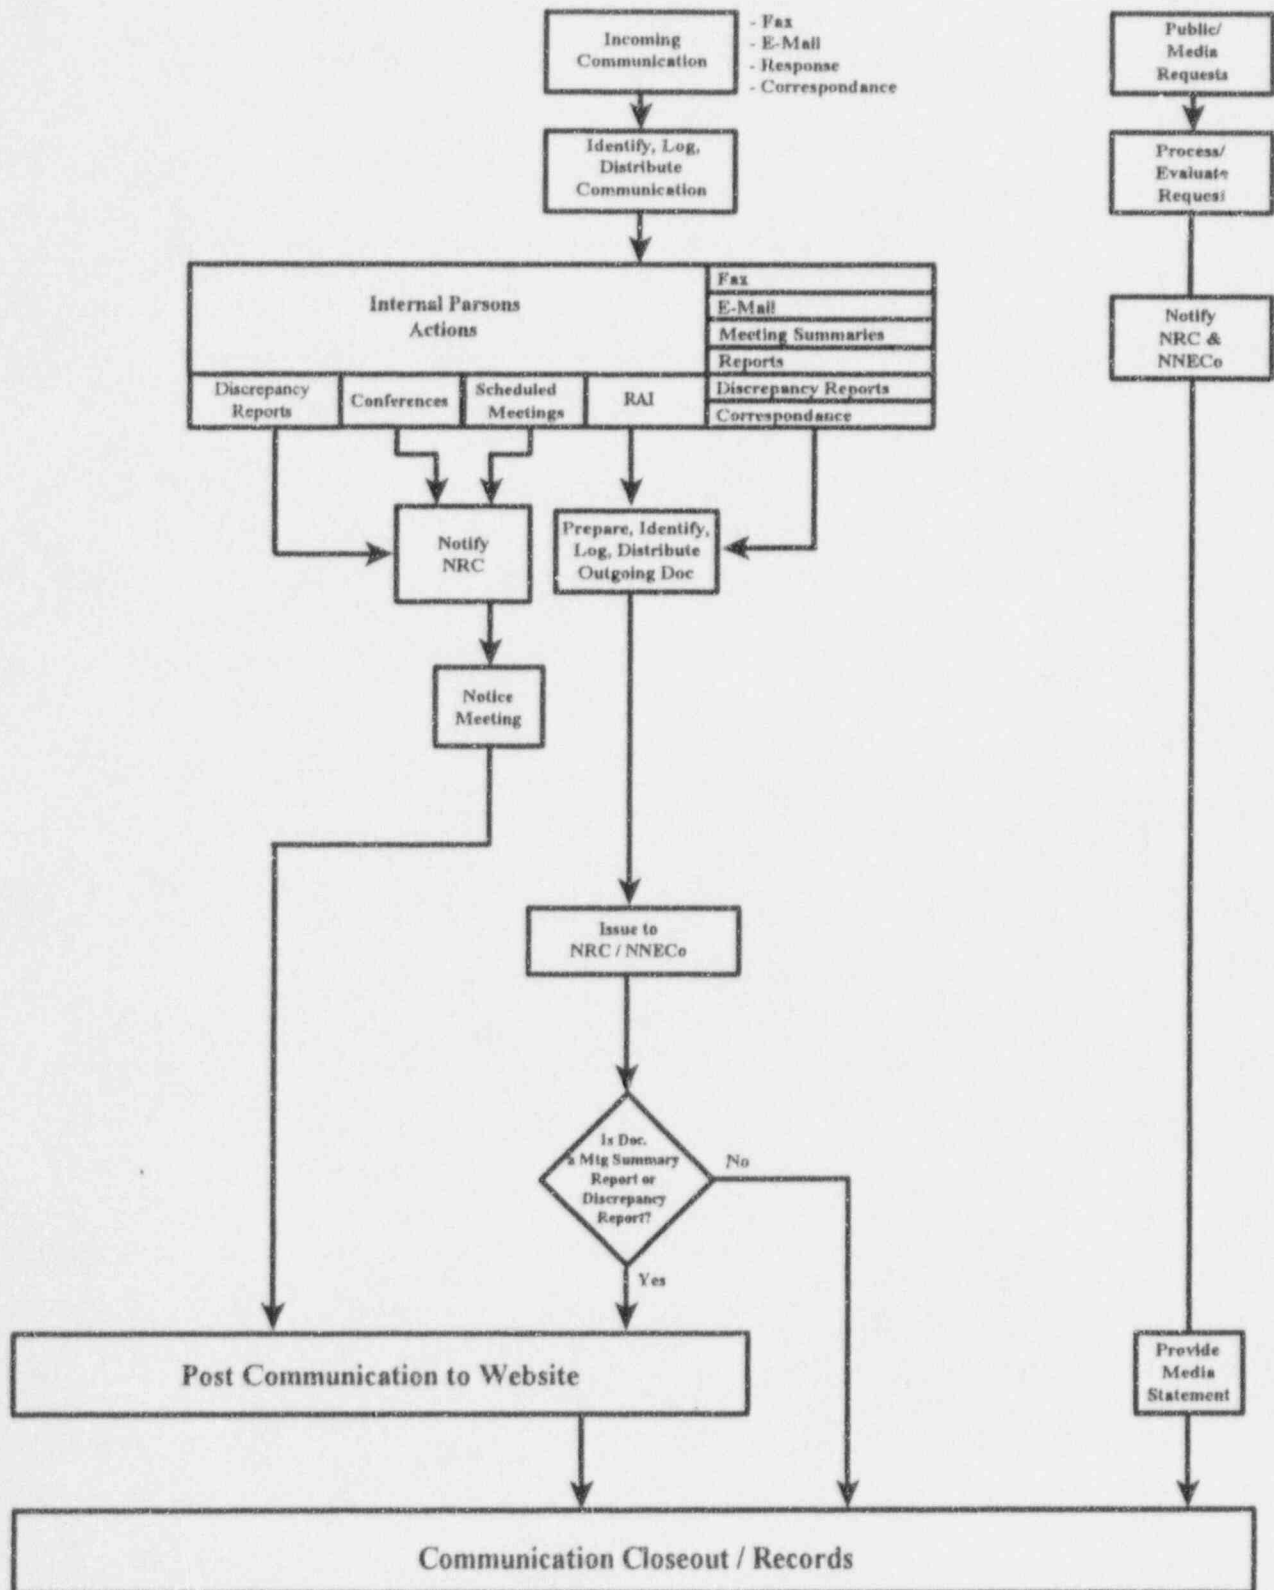 Incoming
Communication
- Fax
- E-Mail
- Response
- Correspondance
Public/
Media
Requests
Identify, Log,
Distribute
Communication
Process/
Evaluate
Request
Internal Parsons
Actions
Fax
E-Mail
Meeting Summaries
Reports
Discrepancy Reports
Correspondance
Discrepancy
Reports
Conferences
Scheduled
Meetings
RAI
Notify
NRC &
NNECo
Notify
NRC
Prepare, Identify,
Log, Distribute
Outgoing Doc
Notice
Meeting
Issue to
NRC / NNECo
Is Doc.
a Mtg Summary
Report or
Discrepancy
Report?
No
Yes
Post Communication to Website
Provide
Media
Statement
Communication Closeout / Records